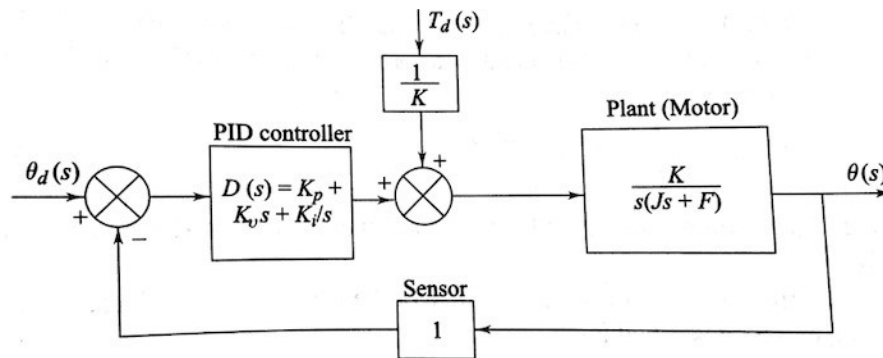 T_d (s)
1
K
Plant (Motor)
PID controller
θ_d (s)
D (s) = K_p +
K_v s + K_i/s
K
s(Js + F)
θ(s)
+
−
+
+
Sensor
1